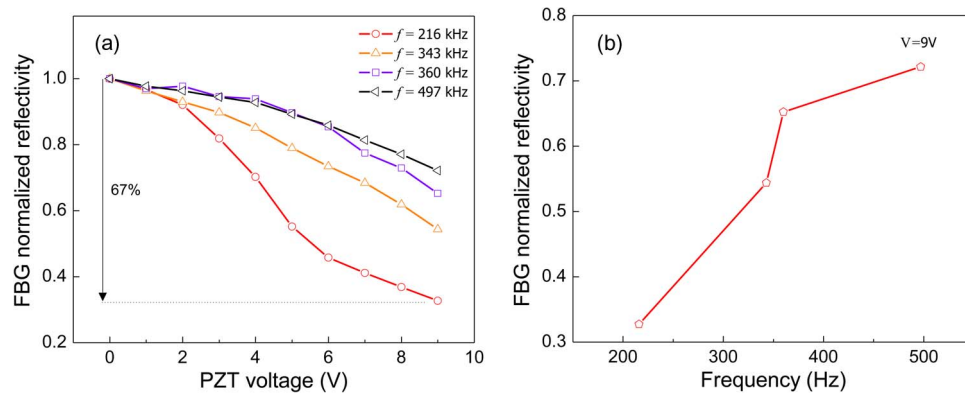 (a)
f = 216 kHz
f = 343 kHz
f = 360 kHz
f = 497 kHz
67%
1.0
0.8
0.6
0.4
0.2
0
2
4
6
8
10
PZT voltage (V)
FBG normalized reflectivity
(b)
V=9V
0.8
0.7
0.6
0.5
0.4
0.3
200
300
400
500
Frequency (Hz)
FBG normalized reflectivity